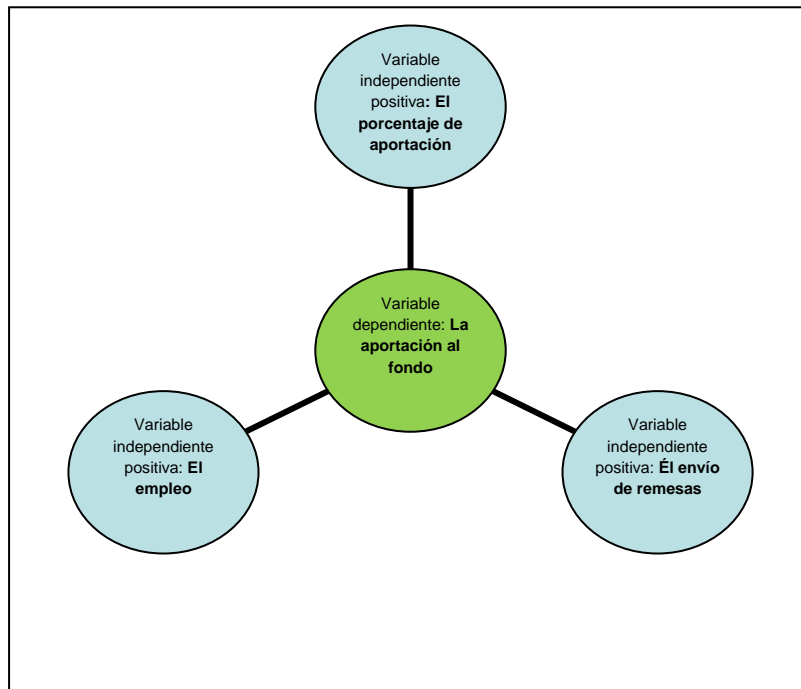 Variable
independiente
positiva: El
porcentaje de
aportación
Variable
dependiente: La
aportación al
fondo
Variable
independiente
positiva: El
empleo
Variable
independiente
positiva: Él envío
de remesas